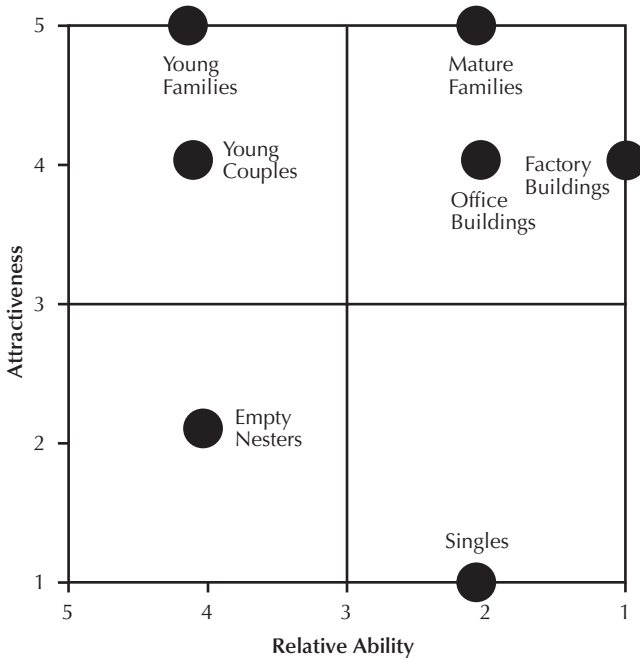 5
Young
Families
Mature
Families
4
Young
Couples
Office
Buildings
Factory
Buildings
Attractiveness
3
2
Empty
Nesters
Singles
1
5
4
3
2
1
Relative Ability